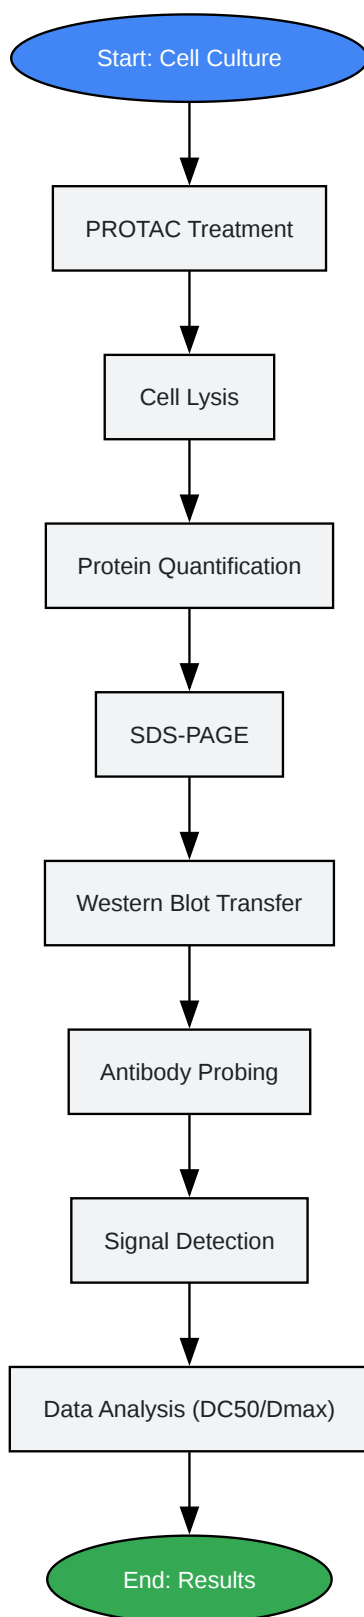 Start: Cell Culture
PROTAC Treatment
Cell Lysis
Protein Quantification
SDS-PAGE
Western Blot Transfer
Antibody Probing
Signal Detection
Data Analysis (DC50/Dmax)
End: Results